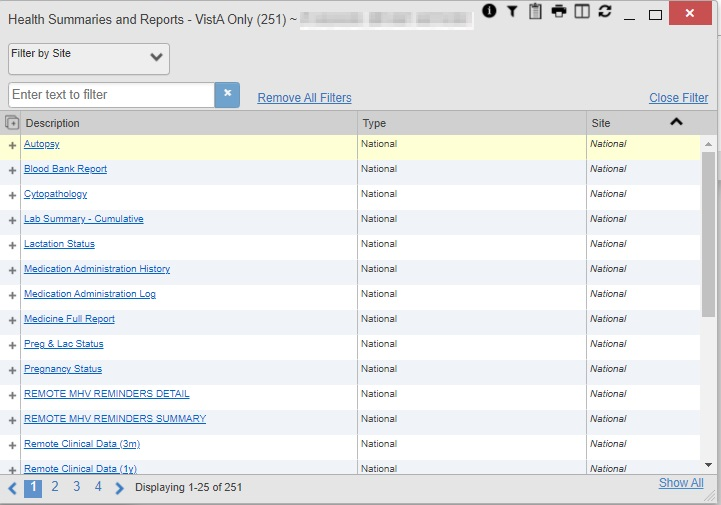 Health Summaries and Reports - VistA Only (251) ~
Filter by Site
Enter text to filter
Remove All Filters
Close Filter
Description Type Site
Autopsy National National
Blood Bank Report National National
Cytopathology National National
Lab Summary - Cumulative National National
Lactation Status National National
Medication Administration History National National
Medication Administration Log National National
Medicine Full Report National National
Preg & Lac Status National National
Pregnancy Status National National
REMOTE MHV REMINDERS DETAIL National National
REMOTE MHV REMINDERS SUMMARY National National
Remote Clinical Data (3m) National National
Remote Clinical Data (1y) National National
1 2 3 4 Displaying 1-25 of 251
Show All